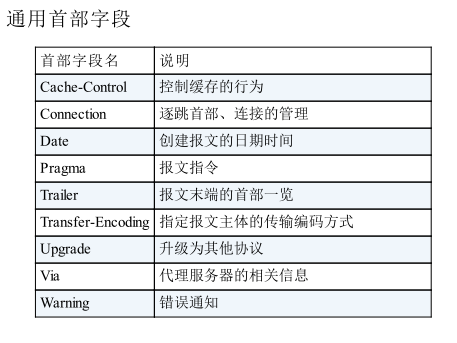 通用首部字段
首部字段名 说明
Cache-Control 控制缓存的行为
Connection 逐跳首部、连接的管理
Date 创建报文的日期时间
Pragma 报文指令
Trailer 报文末端的首部一览
Transfer-Encoding 指定报文主体的传输编码方式
Upgrade 升级为其他协议
Via 代理服务器的相关信息
Warning 错误通知